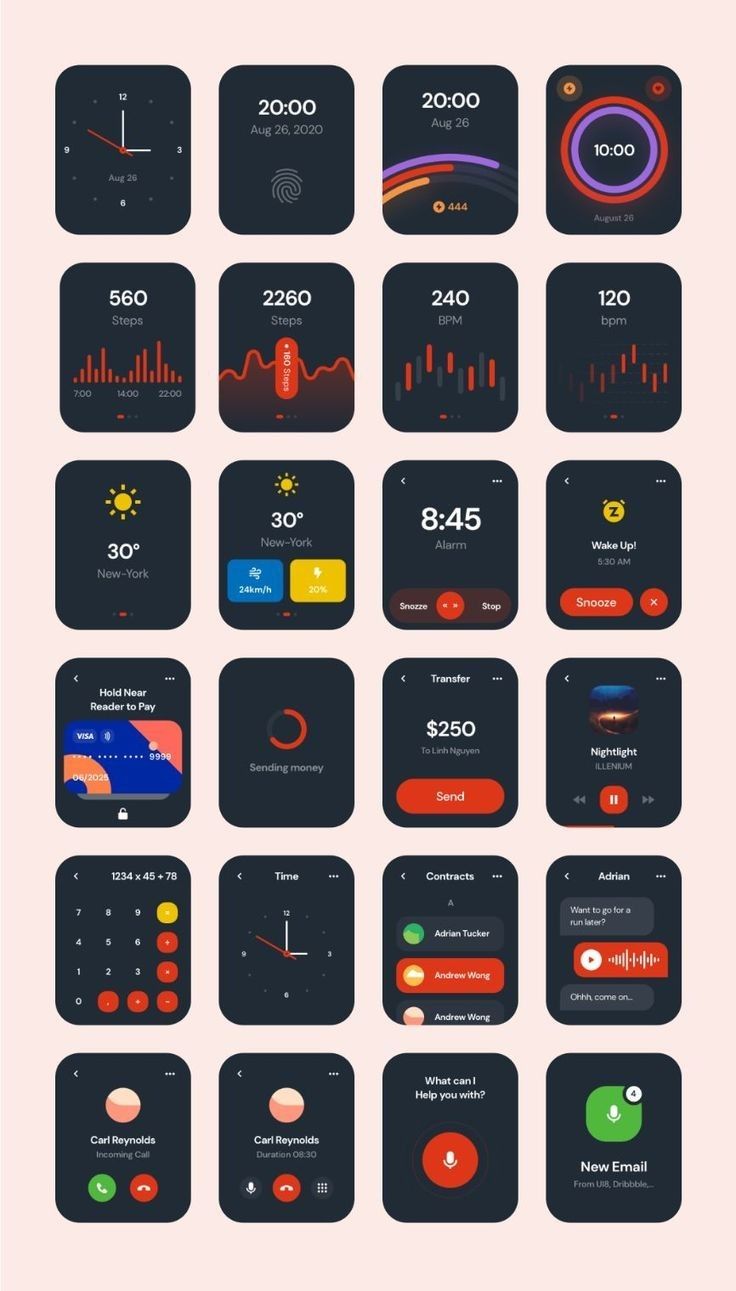 12
9
3
Aug 26
6
20:00
Aug 26, 2020
20:00
Aug 26
444
10:00
August 26
560
Steps
7:00 14:00 22:00
2260
Steps
160 Steps
240
BPM
120
bpm
30°
New-York
30°
New-York
24km/h
20%
8:45
Alarm
Snozze
Stop
Wake Up!
5:30 AM
Snooze
Hold Near
Reader to Pay
VISA
9999
06/2025
Sending money
Transfer
$250
To Linh Nguyen
Send
Nightlight
ILLENIUM
1234 x 45 + 78
7 8 9 ×
4 5 6 +
1 2 3 ×
0 , + −
Time
12
9
3
6
Contracts
A
Adrian Tucker
Andrew Wong
Andrew Wong
Adrian
Want to go for a
run later?
Ohhh, come on...
Carl Reynolds
Incoming Call
Carl Reynolds
Duration 08:30
What can I
Help you with?
4
New Email
From UI8, Dribbble,...